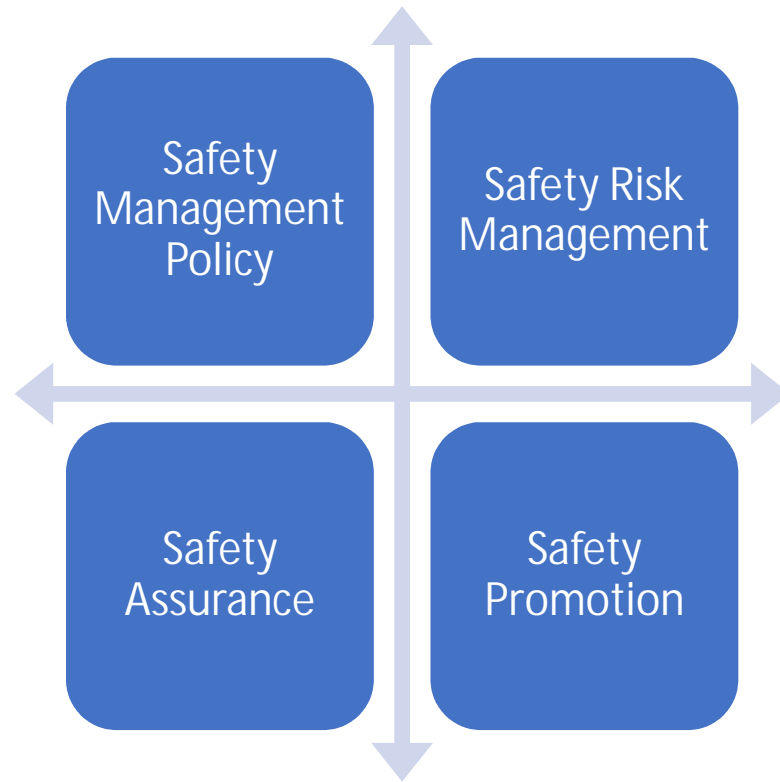 Safety
Management
Policy
Safety Risk
Management
Safety
Assurance
Safety
Promotion